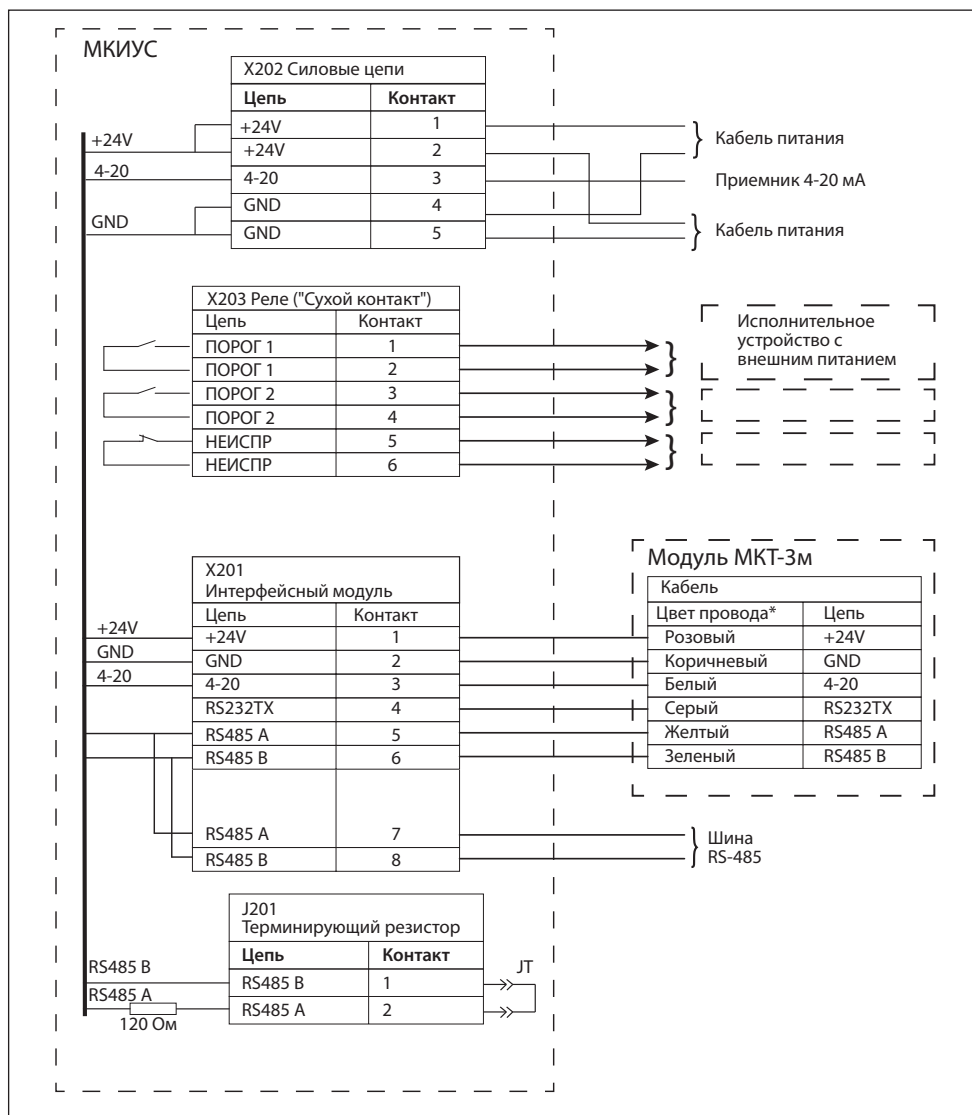 МКИУС
X202 Силовые цепи
Цепь Контакт
+24V 1
+24V 2
4-20 3
GND 4
GND 5
+24V
4-20
GND
Кабель питания
Приемник 4-20 мА
Кабель питания
X203 Реле ("Сухой контакт")
Цепь Контакт
ПОРОГ 1 1
ПОРОГ 1 2
ПОРОГ 2 3
ПОРОГ 2 4
НЕИСПР 5
НЕИСПР 6
Исполнительное
устройство с
внешним питанием
X201
Интерфейсный модуль
Цепь Контакт
+24V 1
GND 2
4-20 3
RS232TX 4
RS485 A 5
RS485 B 6
RS485 A 7
RS485 B 8
+24V
GND
4-20
Модуль МКТ-3м
Кабель
Цвет провода* Цепь
Розовый +24V
Коричневый GND
Белый 4-20
Серый RS232TX
Желтый RS485 A
Зеленый RS485 B
Шина
RS-485
J201
Терминирующий резистор
Цепь Контакт
RS485 B 1
RS485 A 2
RS485 B
RS485 A
120 Ом
JT